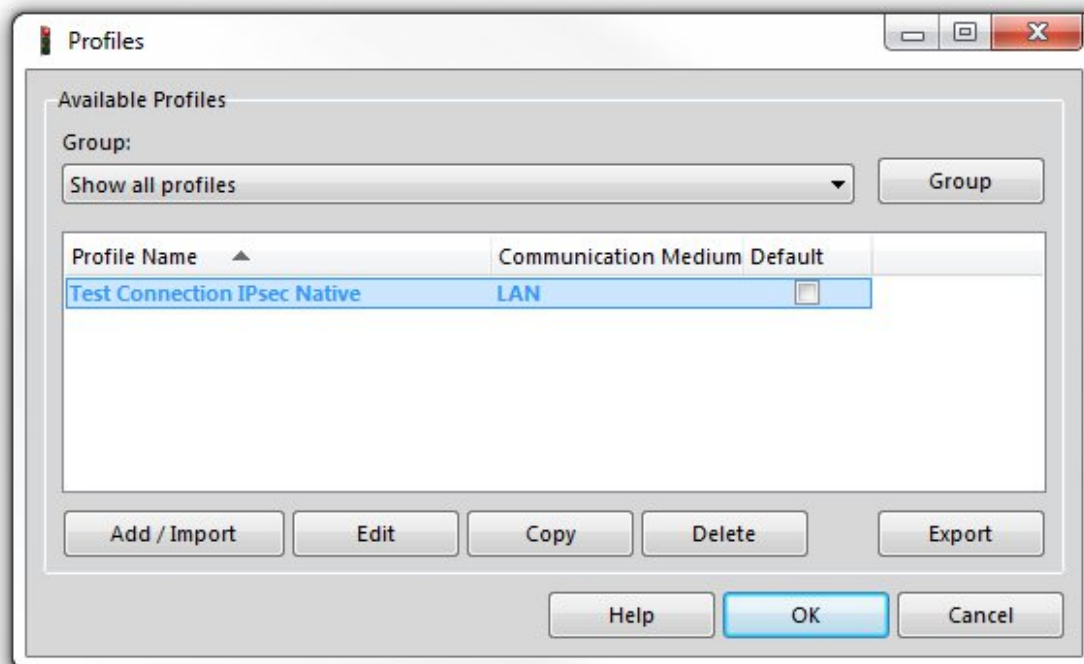 Profiles
Available Profiles
Group:
Show all profiles Group
Profile Name Communication Medium Default
Test Connection IPsec Native LAN
Add / Import Edit Copy Delete Export
Help OK Cancel